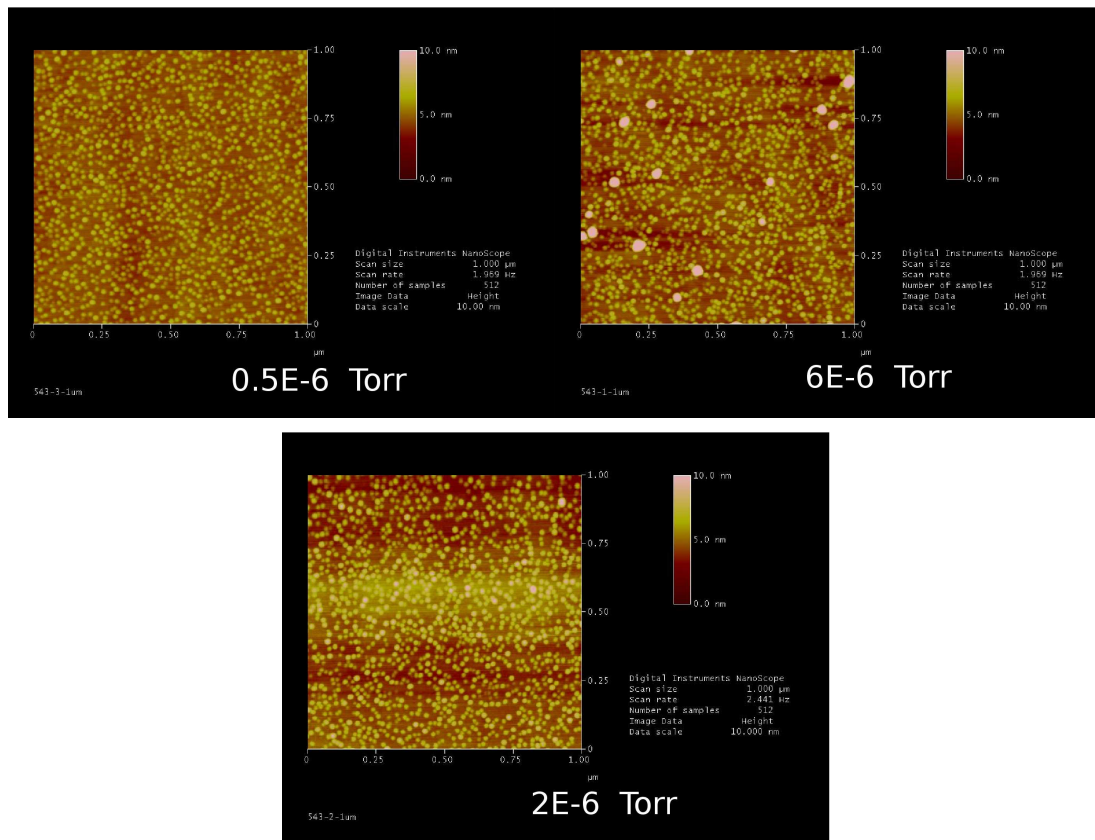 1.00
0.75
0.50
0.25
0
0 0.25 0.50 0.75 1.00
µm
10.0 nm
5.0 nm
0.0 nm
Digital Instruments NanoScope
Scan size 1.000 µm
Scan rate 1.969 Hz
Number of samples 512
Image Data Height
Data scale 10.00 nm
543-3-1um
0.5E-6 Torr
1.00
0.75
0.50
0.25
0
0 0.25 0.50 0.75 1.00
µm
10.0 nm
5.0 nm
0.0 nm
Digital Instruments NanoScope
Scan size 1.000 µm
Scan rate 1.969 Hz
Number of samples 512
Image Data Height
Data scale 10.00 nm
543-1-1um
6E-6 Torr
1.00
0.75
0.50
0.25
0
0 0.25 0.50 0.75 1.00
µm
10.0 nm
5.0 nm
0.0 nm
Digital Instruments NanoScope
Scan size 1.000 µm
Scan rate 2.441 Hz
Number of samples 512
Image Data Height
Data scale 10.000 nm
543-2-1um
2E-6 Torr